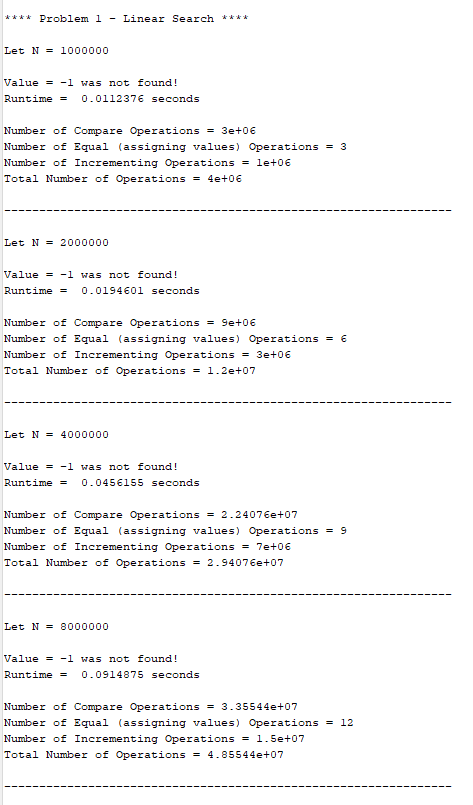 **** Problem 1 - Linear Search ****
Let N = 1000000
Value = -1 was not found!
Runtime =  0.0112376 seconds
Number of Compare Operations = 3e+06
Number of Equal (assigning values) Operations = 3
Number of Incrementing Operations = 1e+06
Total Number of Operations = 4e+06
----------------------------------------------------------------
Let N = 2000000
Value = -1 was not found!
Runtime =  0.0194601 seconds
Number of Compare Operations = 9e+06
Number of Equal (assigning values) Operations = 6
Number of Incrementing Operations = 3e+06
Total Number of Operations = 1.2e+07
----------------------------------------------------------------
Let N = 4000000
Value = -1 was not found!
Runtime =  0.0456155 seconds
Number of Compare Operations = 2.24076e+07
Number of Equal (assigning values) Operations = 9
Number of Incrementing Operations = 7e+06
Total Number of Operations = 2.94076e+07
----------------------------------------------------------------
Let N = 8000000
Value = -1 was not found!
Runtime =  0.0914875 seconds
Number of Compare Operations = 3.35544e+07
Number of Equal (assigning values) Operations = 12
Number of Incrementing Operations = 1.5e+07
Total Number of Operations = 4.85544e+07
----------------------------------------------------------------